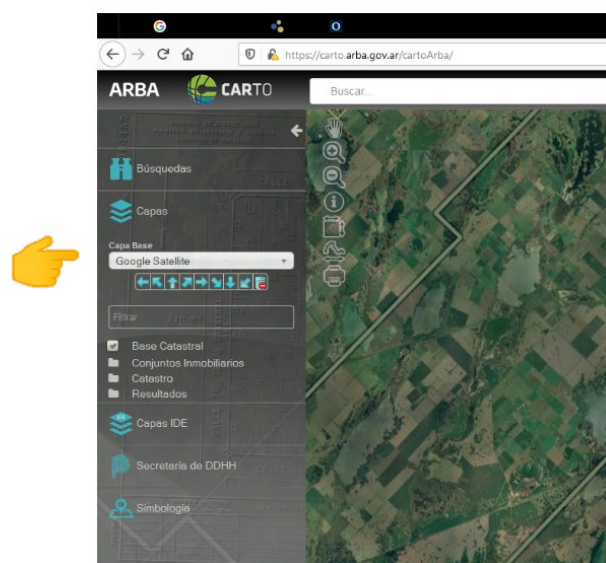 https://carto.arba.gov.ar/cartoArba/
ARBA CARTO
Buscar...
Búsquedas
Capas
Capa Base
Google Satellite
Filtrar
Base Catastral
Conjuntos Inmobiliarios
Catastro
Resultados
Capas IDE
Secretaría de DDHH
Simbología